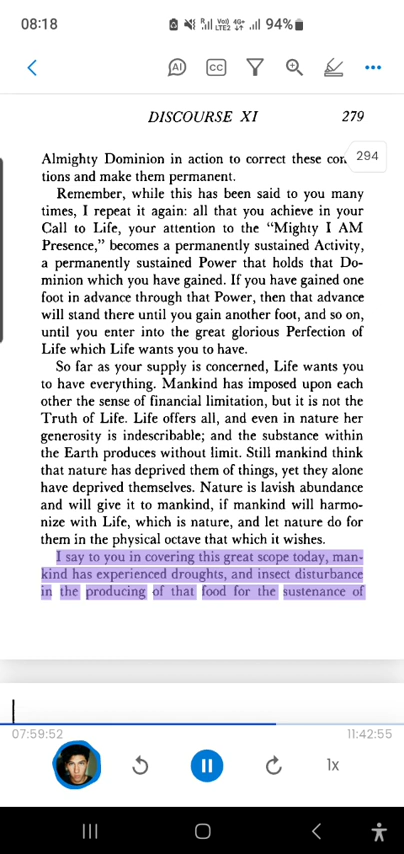 08:18
94%
AI
CC
DISCOURSE XI 279
294
Almighty Dominion in action to correct these con
tions and make them permanent.
Remember, while this has been said to you many
times, I repeat it again: all that you achieve in your
Call to Life, your attention to the “Mighty I AM
Presence,” becomes a permanently sustained Activity,
a permanently sustained Power that holds that Do-
minion which you have gained. If you have gained one
foot in advance through that Power, then that advance
will stand there until you gain another foot, and so on,
until you enter into the great glorious Perfection of
Life which Life wants you to have.
So far as your supply is concerned, Life wants you
to have everything. Mankind has imposed upon each
other the sense of financial limitation, but it is not the
Truth of Life. Life offers all, and even in nature her
generosity is indescribable; and the substance within
the Earth produces without limit. Still mankind think
that nature has deprived them of things, yet they alone
have deprived themselves. Nature is lavish abundance
and will give it to mankind, if mankind will harmo-
nize with Life, which is nature, and let nature do for
them in the physical octave that which it wishes.
I say to you in covering this great scope today, man-
kind has experienced droughts, and insect disturbance
in the producing of that food for the sustenance of
07:59:52
11:42:55
1x